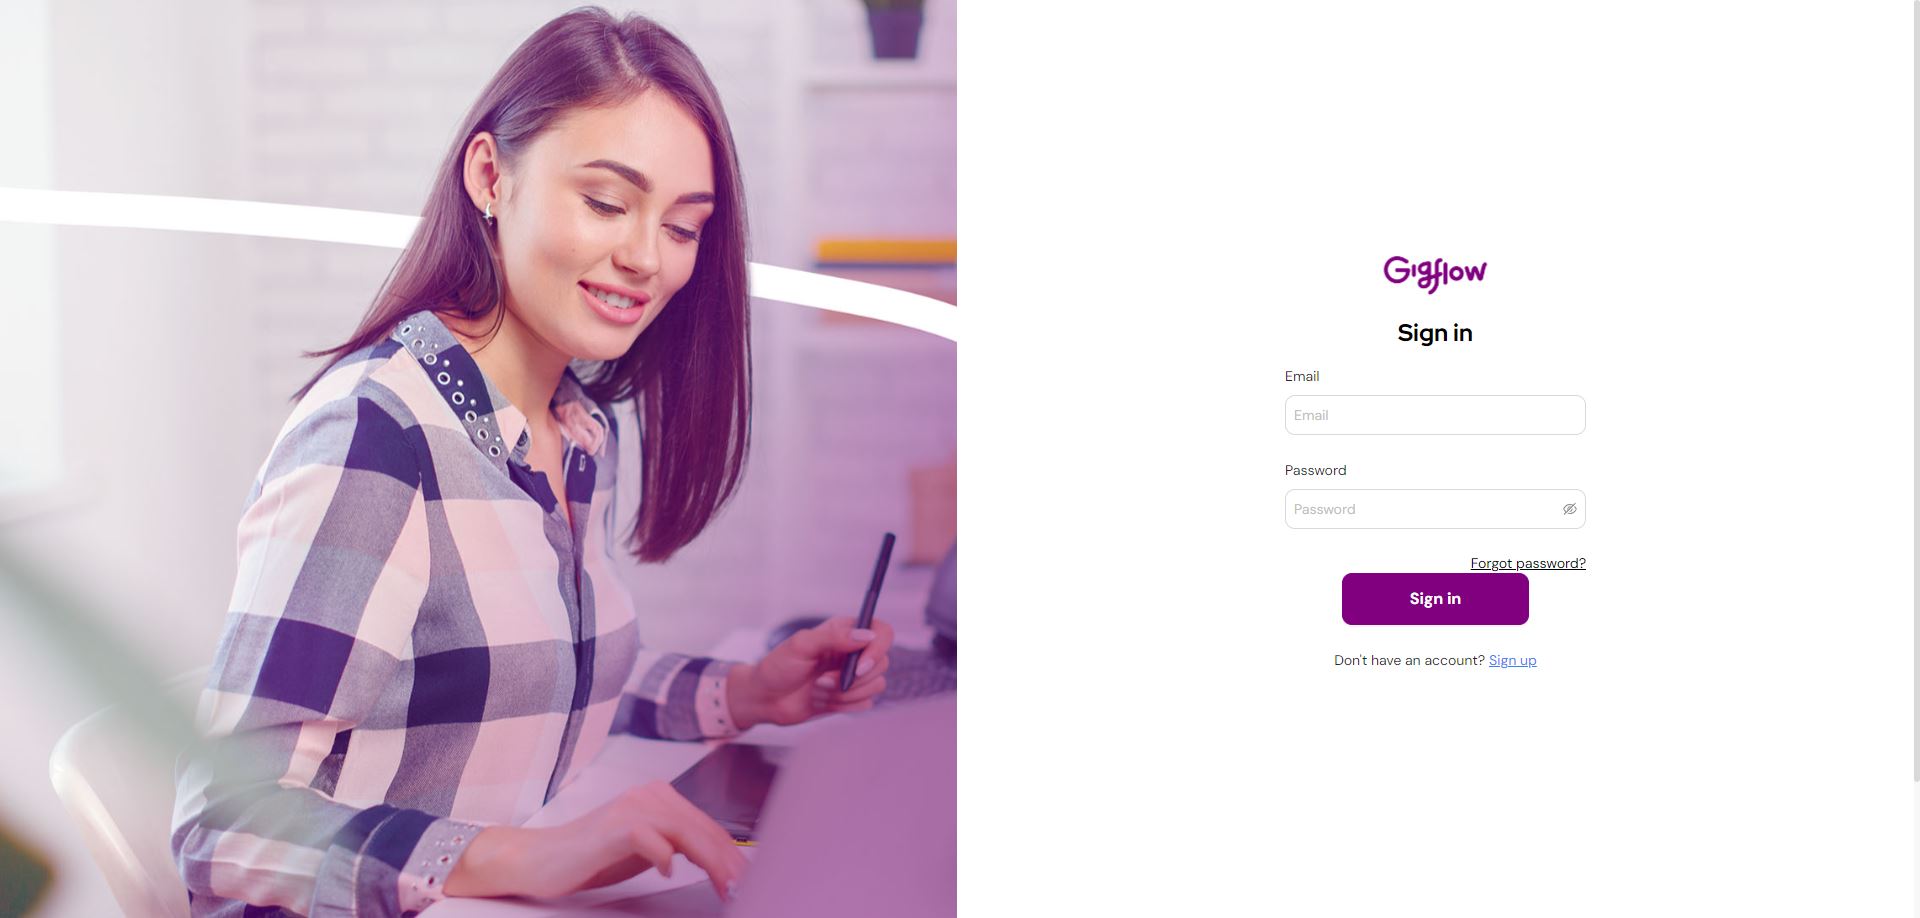 Gigflow
Sign in
Email
Email
Password
Password
Forgot password?
Sign in
Don't have an account? Sign up